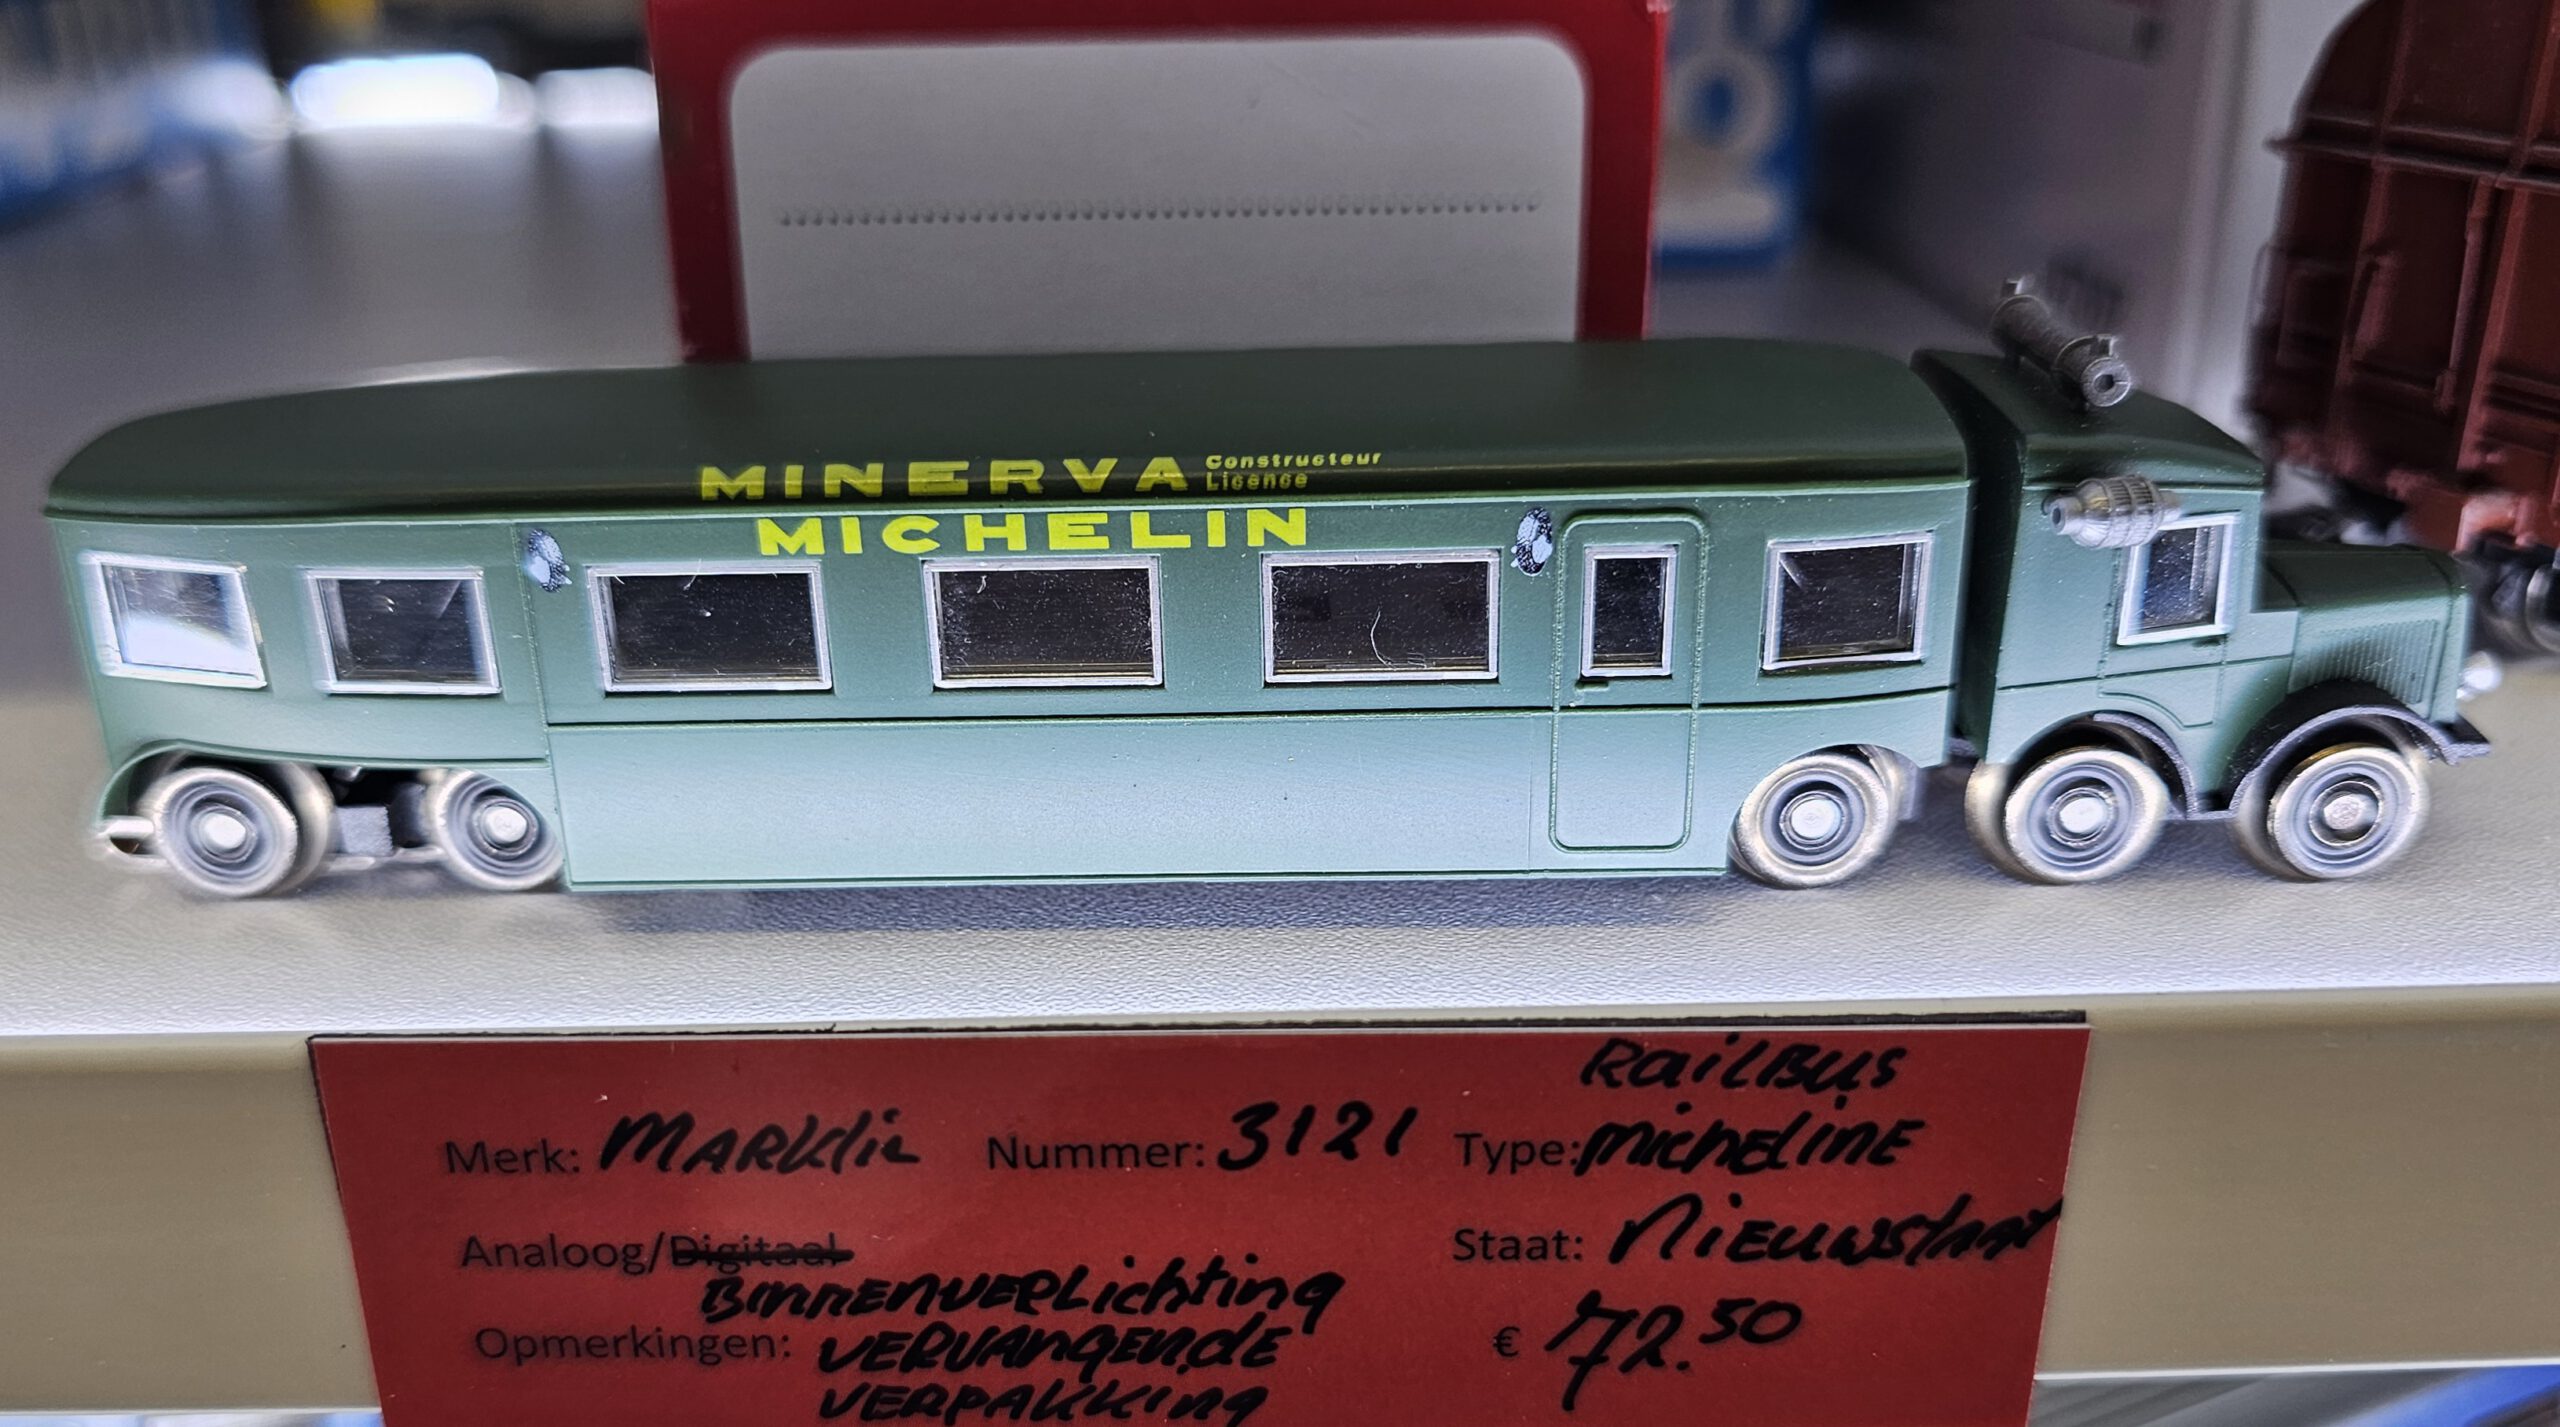 MINERVA Constructeur Licence
MICHELIN
RAILBUS
Merk: MARKLIN Nummer: 3121 Type: MICHELINE
Analoog/Digitaal Staat: NIEUWSTAAT
BINNENVERLICHTING
Opmerkingen: VERVANGENDE € 72.50
VERPAKKING